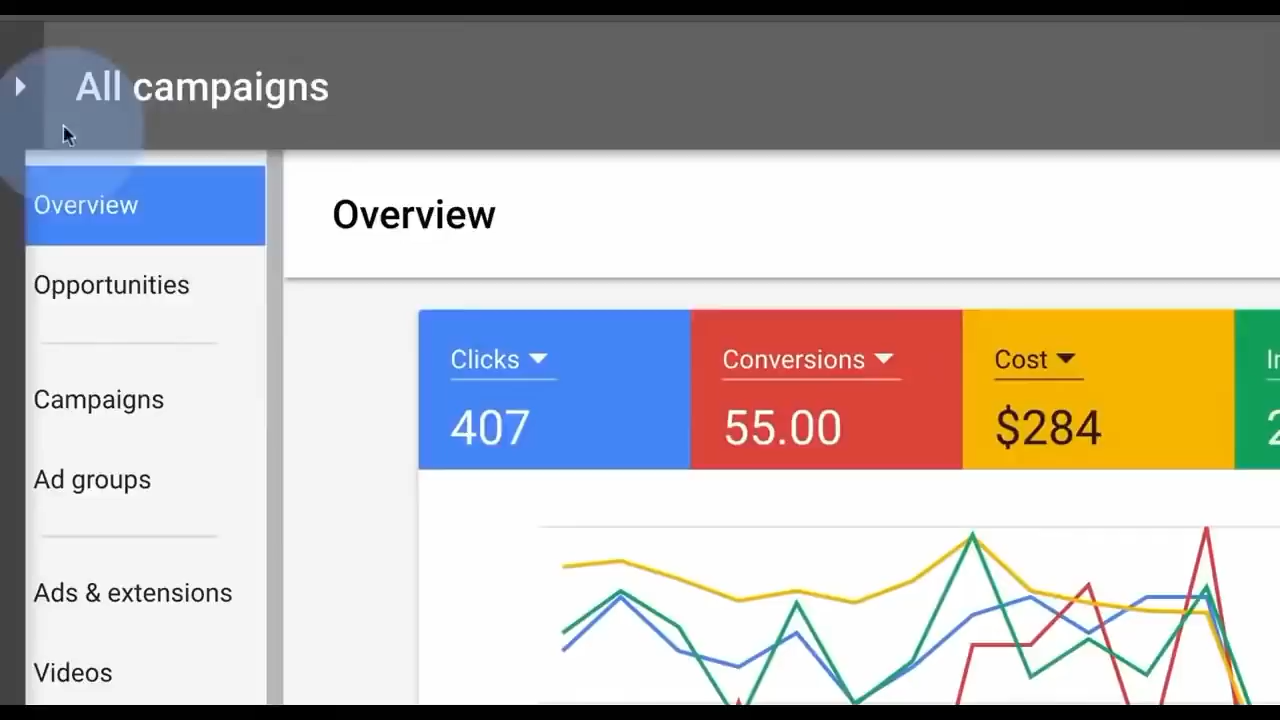 All campaigns
Overview
Opportunities
Campaigns
Ad groups
Ads & extensions
Videos
Overview
Clicks
407
Conversions
55.00
Cost
$284